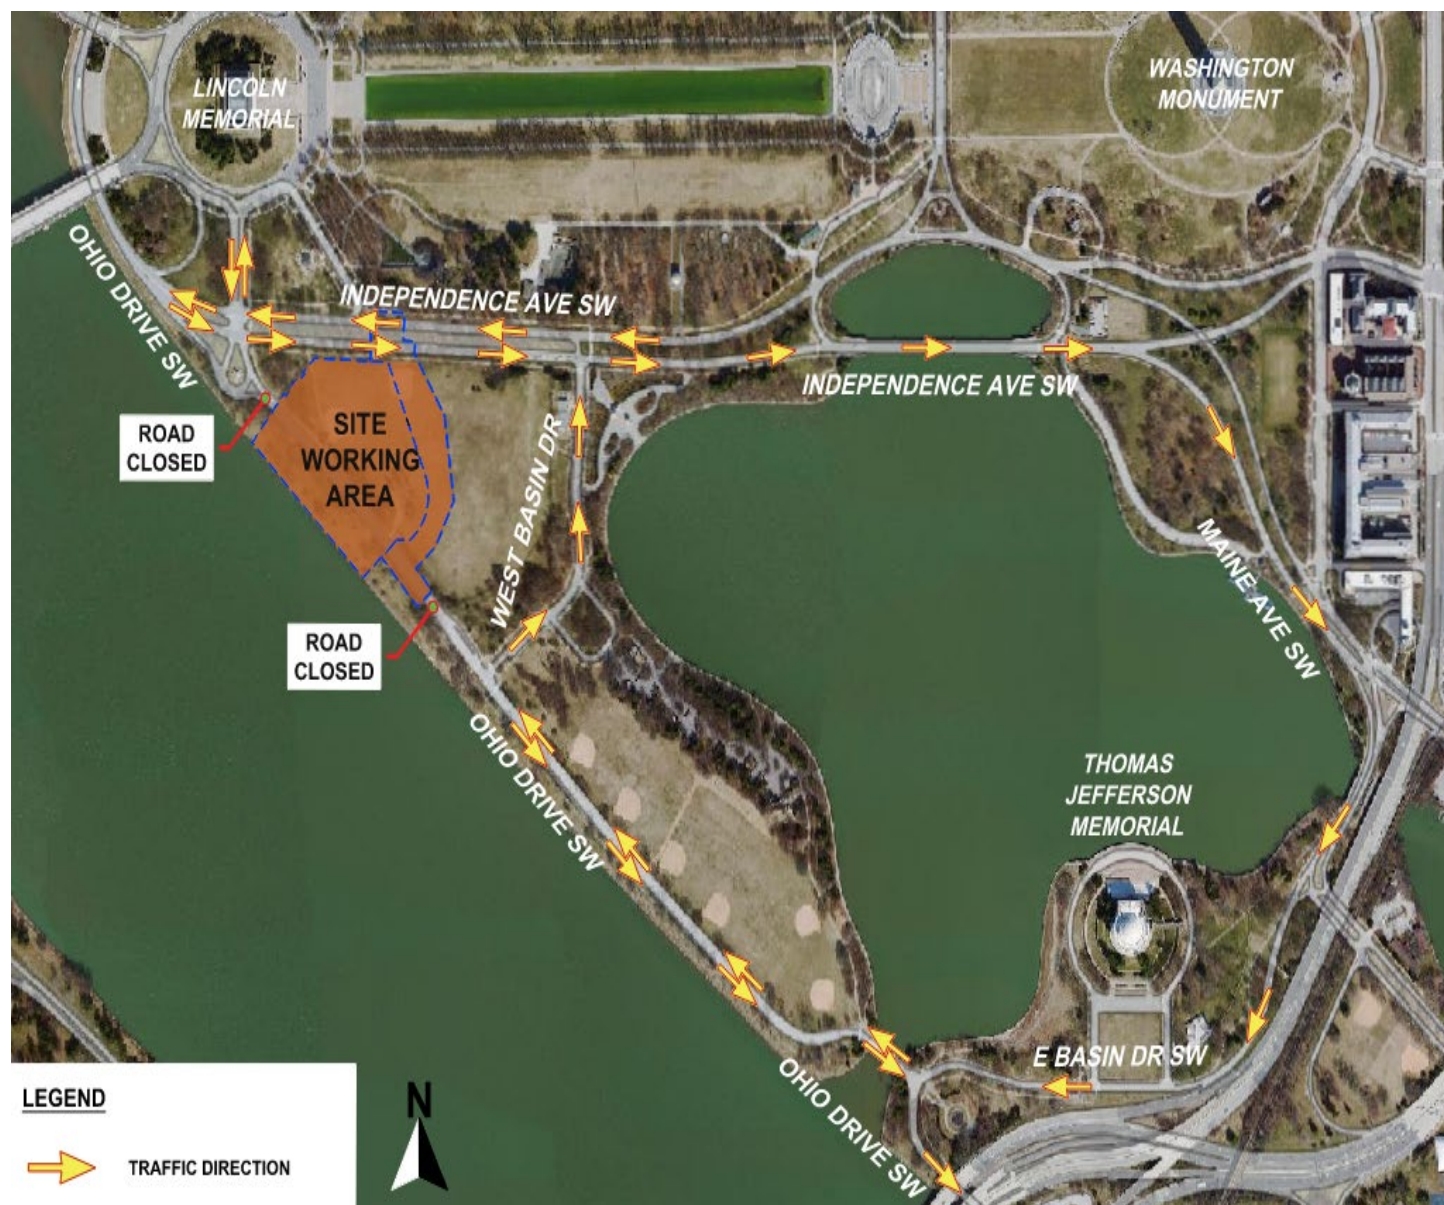 LINCOLN
MEMORIAL
WASHINGTON
MONUMENT
OHIO DRIVE SW
INDEPENDENCE AVE SW
INDEPENDENCE AVE SW
ROAD
CLOSED
SITE
WORKING
AREA
WEST BASIN DR
MAINE AVE SW
ROAD
CLOSED
OHIO DRIVE SW
THOMAS
JEFFERSON
MEMORIAL
E BASIN DR SW
OHIO DRIVE SW
LEGEND
TRAFFIC DIRECTION
N